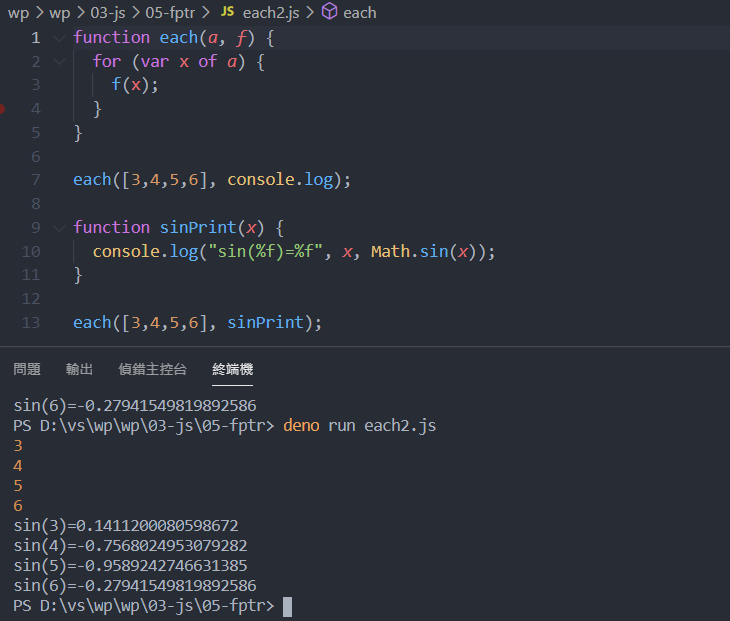 wp > wp > 03-js > 05-fptr > JS each2.js > each
1 function each(a, f) {
2   for (var x of a) {
3     f(x);
4   }
5 }
6
7 each([3,4,5,6], console.log);
8
9 function sinPrint(x) {
10   console.log("sin(%f)=%f", x, Math.sin(x));
11 }
12
13 each([3,4,5,6], sinPrint);
問題 輸出 偵錯主控台 終端機
sin(6)=-0.27941549819892586
PS D:\vs\wp\wp\03-js\05-fptr> deno run each2.js
3
4
5
6
sin(3)=0.1411200080598672
sin(4)=-0.7568024953079282
sin(5)=-0.9589242746631385
sin(6)=-0.27941549819892586
PS D:\vs\wp\wp\03-js\05-fptr>